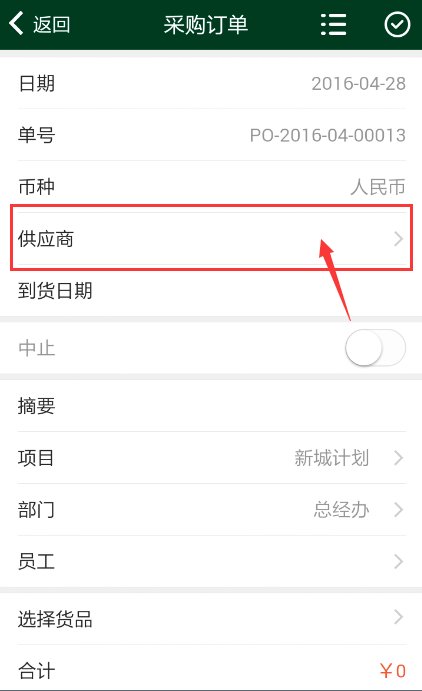 返回 采购订单
日期 2016-04-28
单号 PO-2016-04-00013
币种 人民币
供应商
到货日期
中止
摘要
项目 新城计划
部门 总经办
员工
选择货品
合计 ￥0